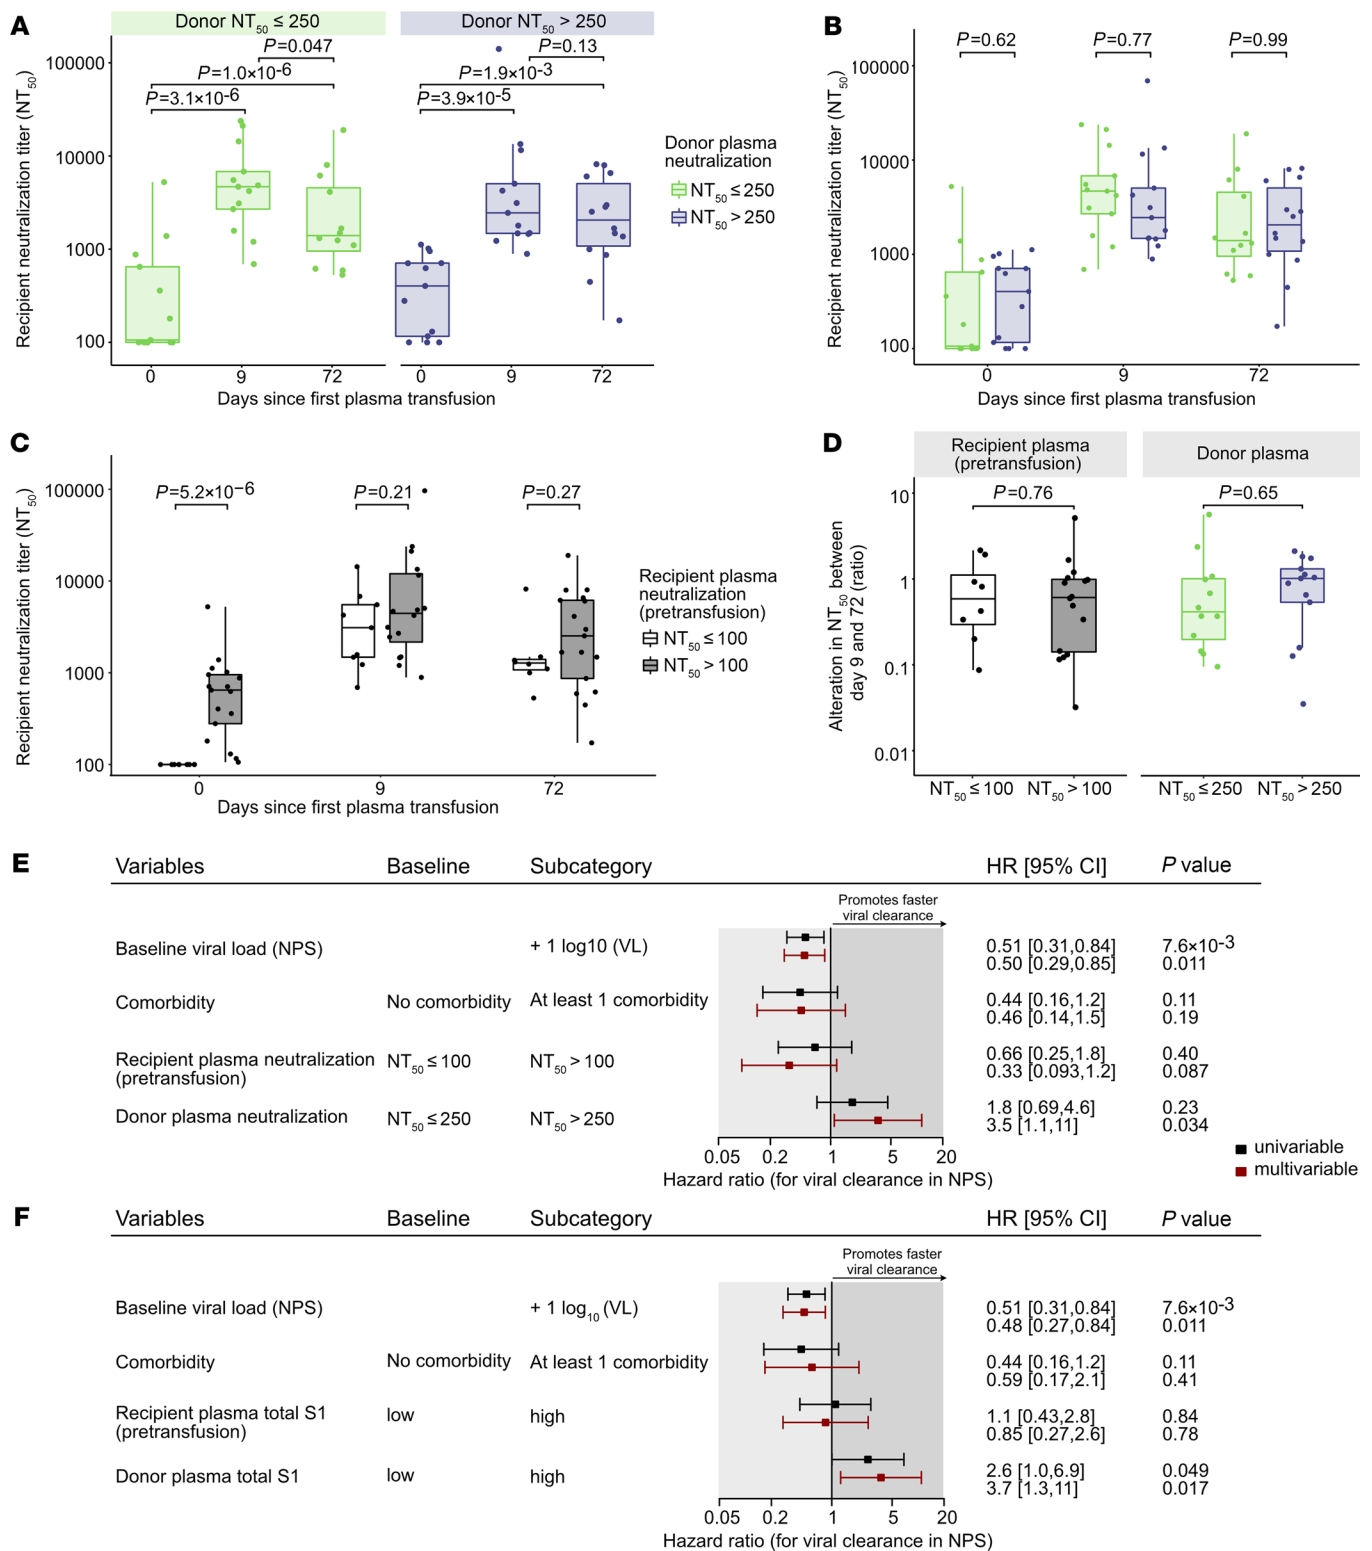 A
Donor NT50 ≤ 250
Donor NT50 > 250
P=0.047
P=1.0×10-6
P=3.1×10-6
P=0.13
P=1.9×10-3
P=3.9×10-5
Recipient neutralization titer (NT50)
100000
10000
1000
100
0
9
72
0
9
72
Days since first plasma transfusion
Donor plasma
neutralization
NT50 ≤ 250
NT50 > 250
B
P=0.62
P=0.77
P=0.99
Recipient neutralization titer (NT50)
100000
10000
1000
100
0
9
72
Days since first plasma transfusion
C
P=5.2×10−6
P=0.21
P=0.27
Recipient neutralization titer (NT50)
100000
10000
1000
100
0
9
72
Days since first plasma transfusion
Recipient plasma
neutralization
(pretransfusion)
NT50 ≤ 100
NT50 > 100
D
Recipient plasma
(pretransfusion)
Donor plasma
P=0.76
P=0.65
Alteration in NT50 between
day 9 and 72 (ratio)
10
1
0.1
0.01
NT50 ≤ 100
NT50 > 100
NT50 ≤ 250
NT50 > 250
E
Variables
Baseline
Subcategory
HR [95% CI]
P value
Promotes faster
viral clearance
Baseline viral load (NPS)
+ 1 log10 (VL)
0.51 [0.31,0.84]
7.6×10-3
0.50 [0.29,0.85]
0.011
Comorbidity
No comorbidity
At least 1 comorbidity
0.44 [0.16,1.2]
0.11
0.46 [0.14,1.5]
0.19
Recipient plasma neutralization
(pretransfusion)
NT50 ≤ 100
NT50 > 100
0.66 [0.25,1.8]
0.40
0.33 [0.093,1.2]
0.087
Donor plasma neutralization
NT50 ≤ 250
NT50 > 250
1.8 [0.69,4.6]
0.23
3.5 [1.1,11]
0.034
0.05
0.2
1
5
20
Hazard ratio (for viral clearance in NPS)
univariable
multivariable
F
Variables
Baseline
Subcategory
HR [95% CI]
P value
Promotes faster
viral clearance
Baseline viral load (NPS)
+ 1 log10 (VL)
0.51 [0.31,0.84]
7.6×10-3
0.48 [0.27,0.84]
0.011
Comorbidity
No comorbidity
At least 1 comorbidity
0.44 [0.16,1.2]
0.11
0.59 [0.17,2.1]
0.41
Recipient plasma total S1
(pretransfusion)
low
high
1.1 [0.43,2.8]
0.84
0.85 [0.27,2.6]
0.78
Donor plasma total S1
low
high
2.6 [1.0,6.9]
0.049
3.7 [1.3,11]
0.017
0.05
0.2
1
5
20
Hazard ratio (for viral clearance in NPS)